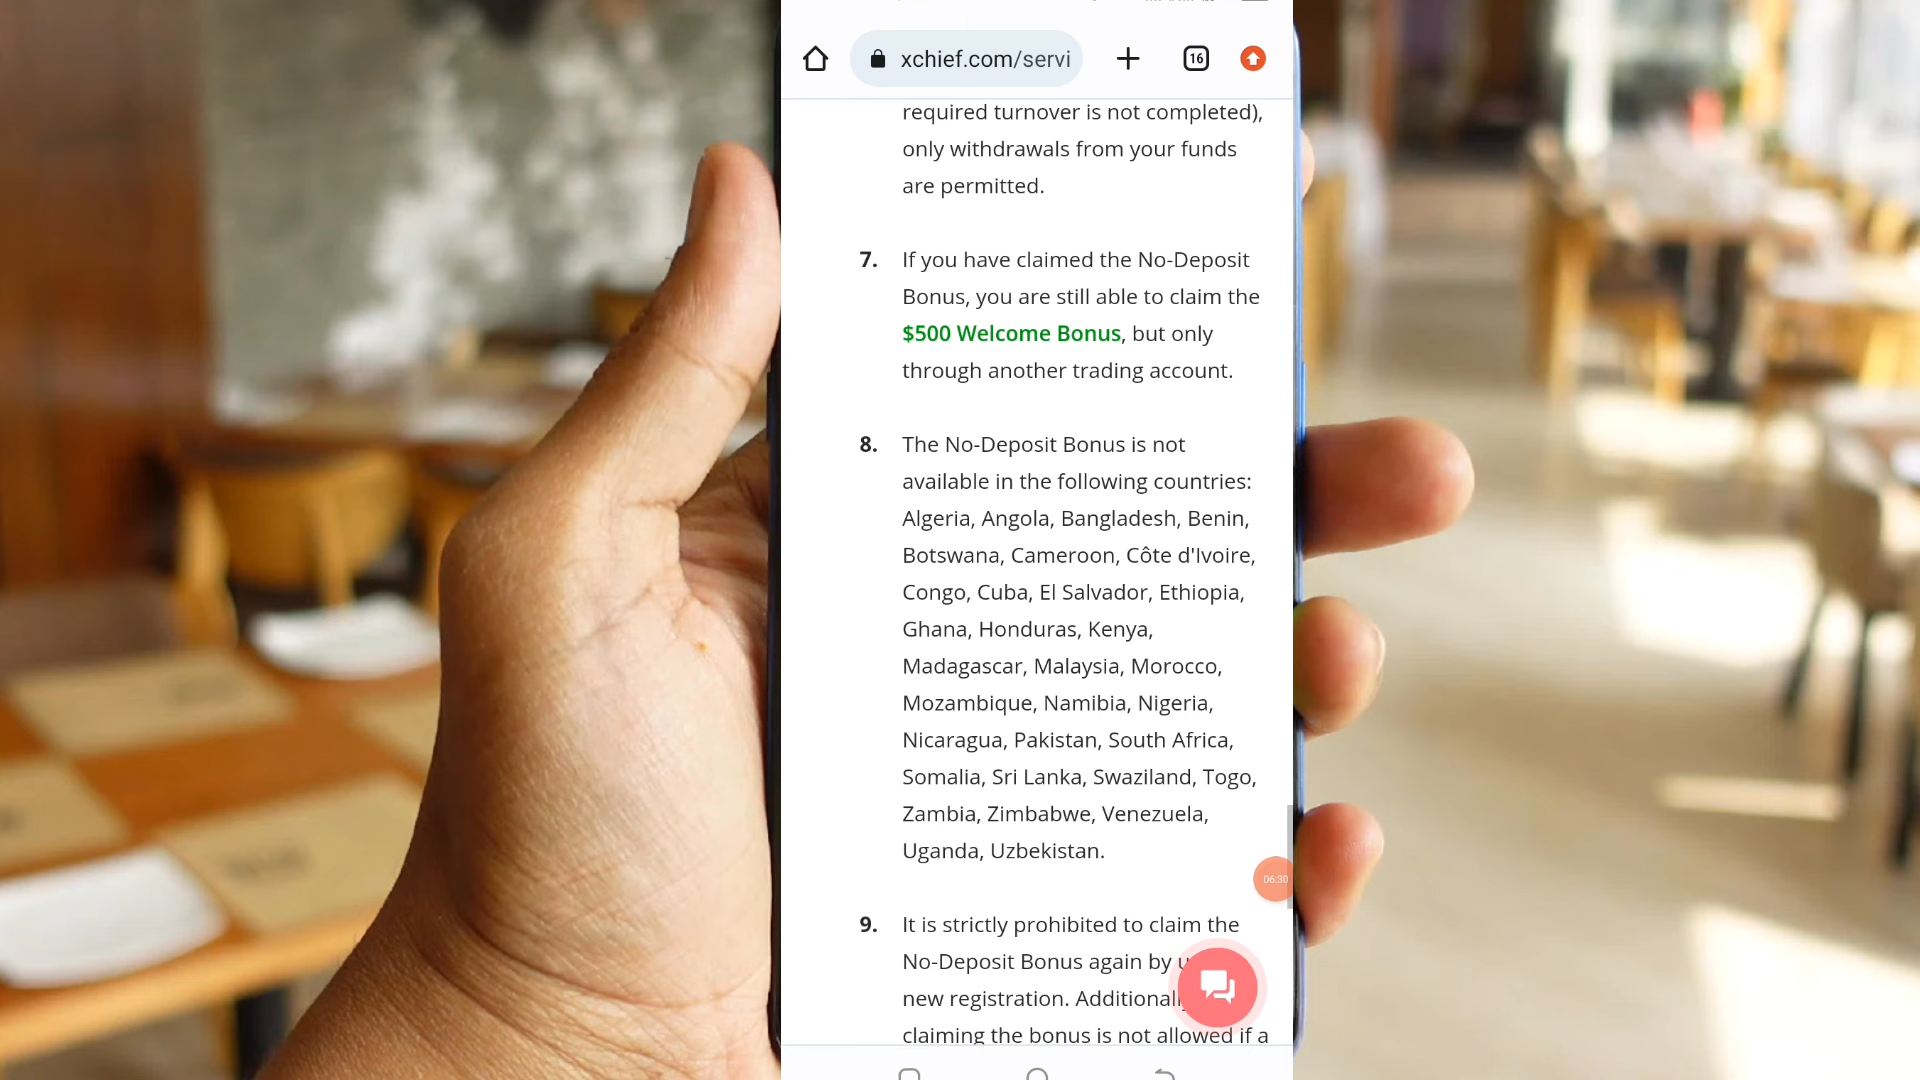 xchief.com/servi
16
required turnover is not completed),
only withdrawals from your funds
are permitted.
7. If you have claimed the No-Deposit
Bonus, you are still able to claim the
$500 Welcome Bonus, but only
through another trading account.
8. The No-Deposit Bonus is not
available in the following countries:
Algeria, Angola, Bangladesh, Benin,
Botswana, Cameroon, Côte d'Ivoire,
Congo, Cuba, El Salvador, Ethiopia,
Ghana, Honduras, Kenya,
Madagascar, Malaysia, Morocco,
Mozambique, Namibia, Nigeria,
Nicaragua, Pakistan, South Africa,
Somalia, Sri Lanka, Swaziland, Togo,
Zambia, Zimbabwe, Venezuela,
Uganda, Uzbekistan.
06:30
9. It is strictly prohibited to claim the
No-Deposit Bonus again by
new registration.
claiming the bonus is not allowed if a